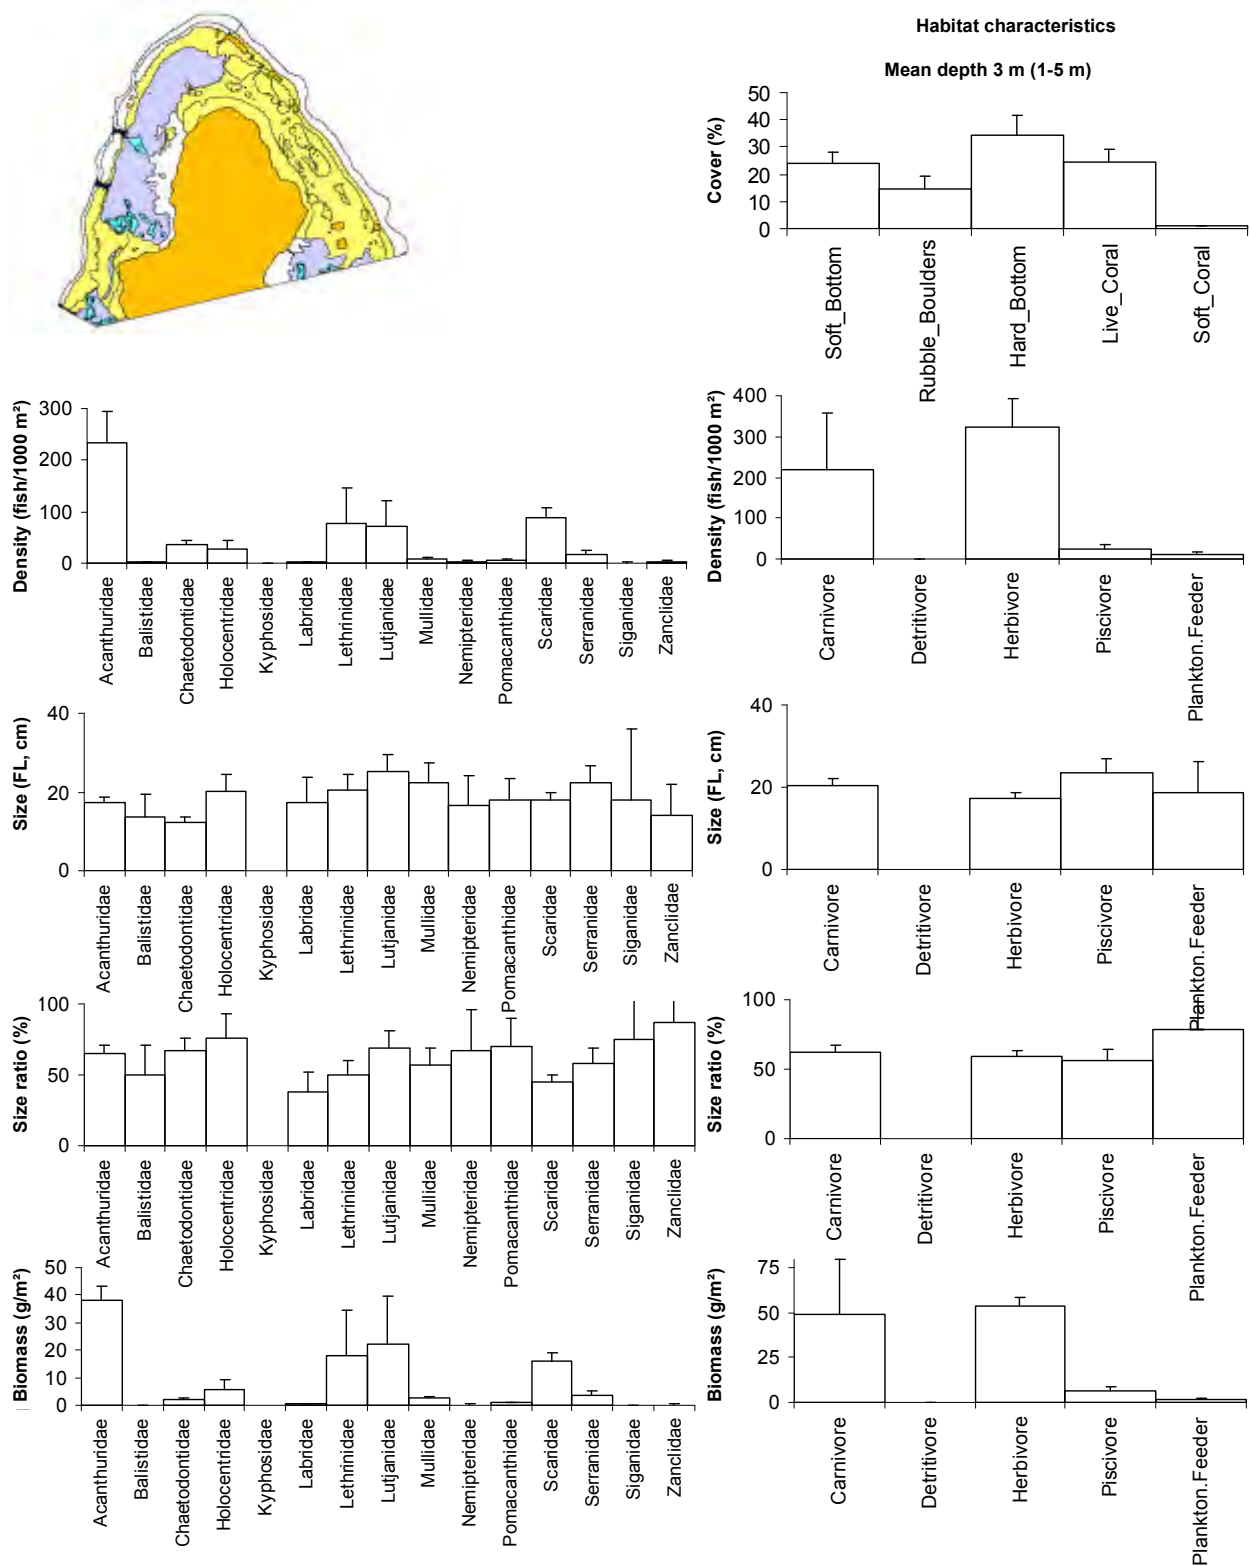 Habitat characteristics
Mean depth 3 m (1-5 m)
Cover (%)
50
40
30
20
10
0
Soft_Bottom
Rubble_Boulders
Hard_Bottom
Live_Coral
Soft_Coral
Density (fish/1000 m²)
300
200
100
0
Acanthuridae
Balistidae
Chaetodontidae
Holocentridae
Kyphosidae
Labridae
Lethrinidae
Lutjanidae
Mullidae
Nemipteridae
Pomacanthidae
Scaridae
Serranidae
Siganidae
Zanclidae
Density (fish/1000 m²)
400
300
200
100
0
Carnivore
Detritivore
Herbivore
Piscivore
Plankton.Feeder
Size (FL, cm)
40
20
0
Acanthuridae
Balistidae
Chaetodontidae
Holocentridae
Kyphosidae
Labridae
Lethrinidae
Lutjanidae
Mullidae
Nemipteridae
Pomacanthidae
Scaridae
Serranidae
Siganidae
Zanclidae
Size (FL, cm)
40
20
0
Carnivore
Detritivore
Herbivore
Piscivore
Plankton.Feeder
Size ratio (%)
100
50
0
Acanthuridae
Balistidae
Chaetodontidae
Holocentridae
Kyphosidae
Labridae
Lethrinidae
Lutjanidae
Mullidae
Nemipteridae
Pomacanthidae
Scaridae
Serranidae
Siganidae
Zanclidae
Size ratio (%)
100
50
0
Carnivore
Detritivore
Herbivore
Piscivore
Plankton.Feeder
Biomass (g/m²)
50
40
30
20
10
0
Acanthuridae
Balistidae
Chaetodontidae
Holocentridae
Kyphosidae
Labridae
Lethrinidae
Lutjanidae
Mullidae
Nemipteridae
Pomacanthidae
Scaridae
Serranidae
Siganidae
Zanclidae
Biomass (g/m²)
75
50
25
0
Carnivore
Detritivore
Herbivore
Piscivore
Plankton.Feeder